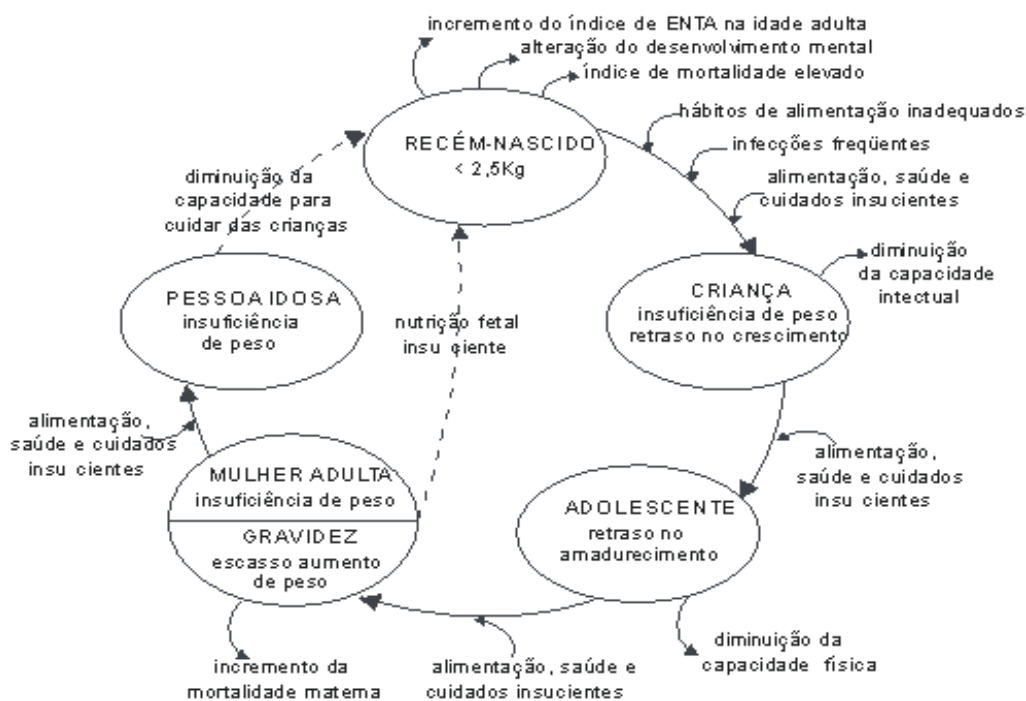 incremento do índice de ENTA na idade adulta
alteração do desenvolvimento mental
índice de mortalidade elevado
RECÉM-NASCIDO
< 2,5Kg
hábitos de alimentação inadequados
infecções freqüentes
alimentação, saúde e
cuidados insucientes
diminuição da
capacidade para
cuidar das crianças
PESSOA IDOSA
insuficiência
de peso
nutrição fetal
insu ciente
CRIANÇA
insuficiência de peso
retraso no crescimento
diminuição
da capacidade
intectual
alimentação,
saúde e cuidados
insu cientes
MULHER ADULTA
insuficiência de peso
GRAVIDEZ
escasso aumento
de peso
ADOLESCENTE
retraso no
amadurecimento
alimentação,
saúde e cuidados
insu cientes
incremento da
mortalidade materna
alimentação, saúde e
cuidados insucientes
diminuição da
capacidade física